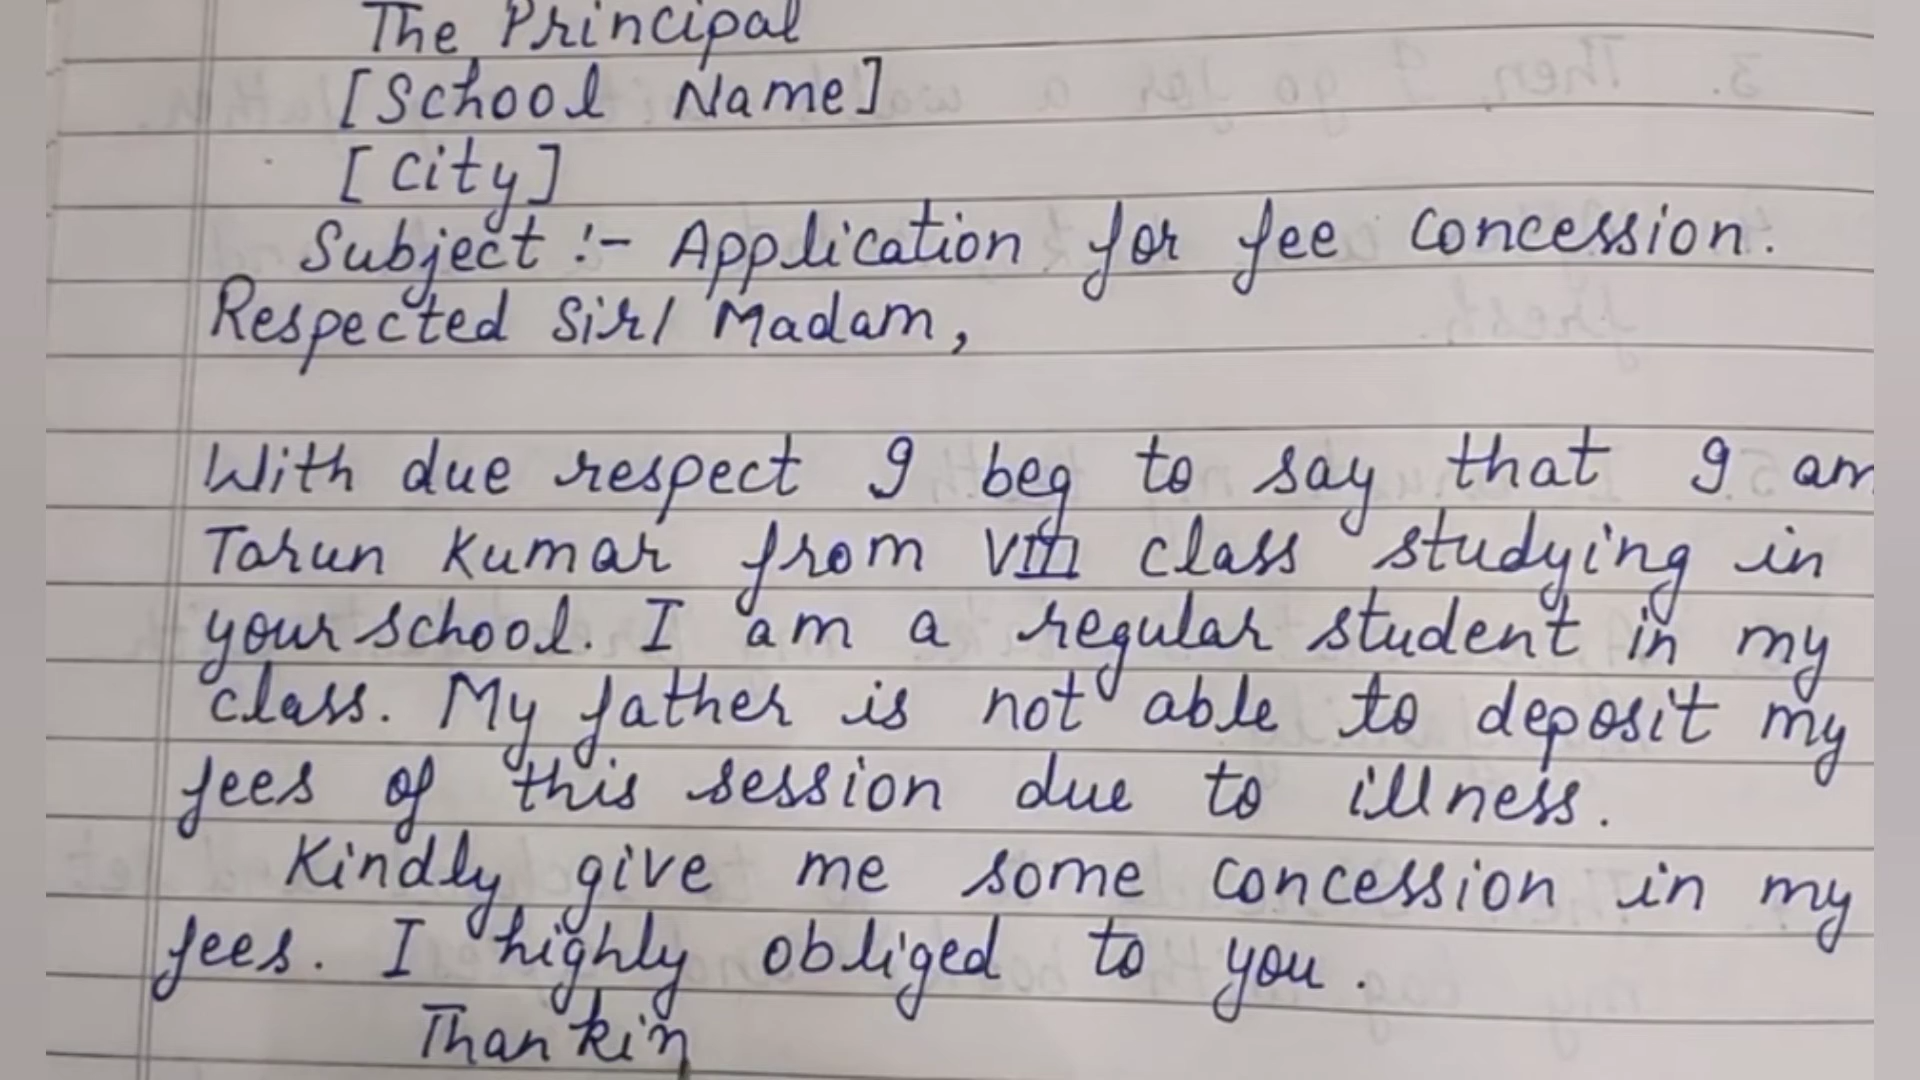 The Principal
[School Name]
[City]
Subject :- Application for fee concession.
Respected Sir/ Madam,
With due respect I beg to say that I am
Tarun Kumar from VIII class studying in
your school. I am a regular student in my
class. My father is not able to deposit my
fees of this session due to illness.
Kindly give me some concession in my
fees. I highly obliged to you.
Thankin